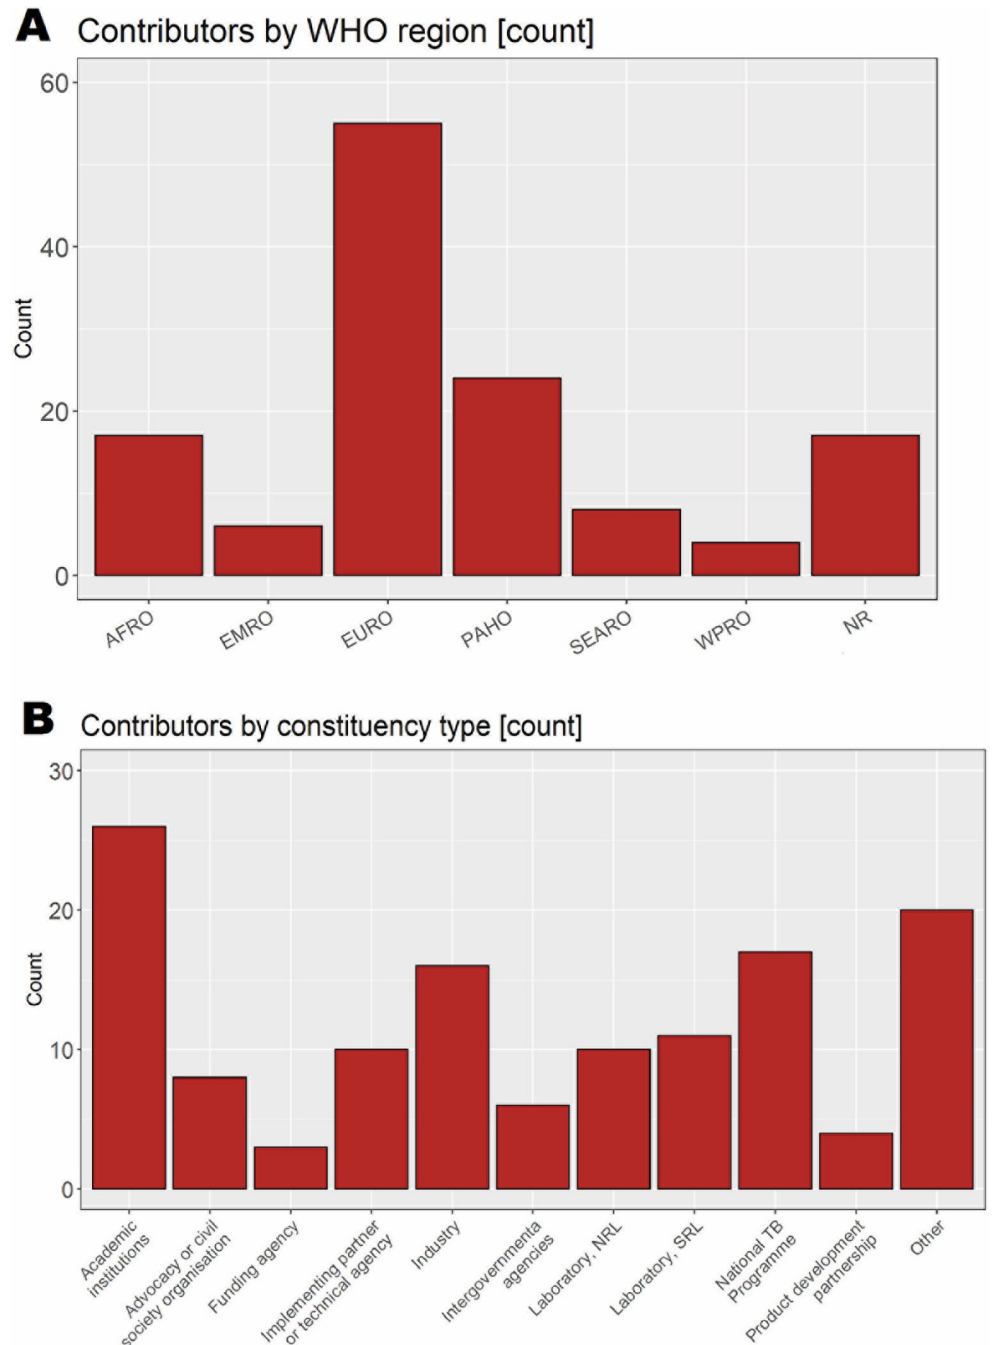 A Contributors by WHO region [count]
60
40
20
0
Count
AFRO
EMRO
EURO
PAHO
SEARO
WPRO
NR
B Contributors by constituency type [count]
30
20
10
0
Count
Academic
institutions
Advocacy or civil
society organisation
Funding agency
Implementing partner
or technical agency
Industry
Intergovernmenta
agencies
Laboratory, NRL
Laboratory, SRL
National TB
Programme
Product development
partnership
Other